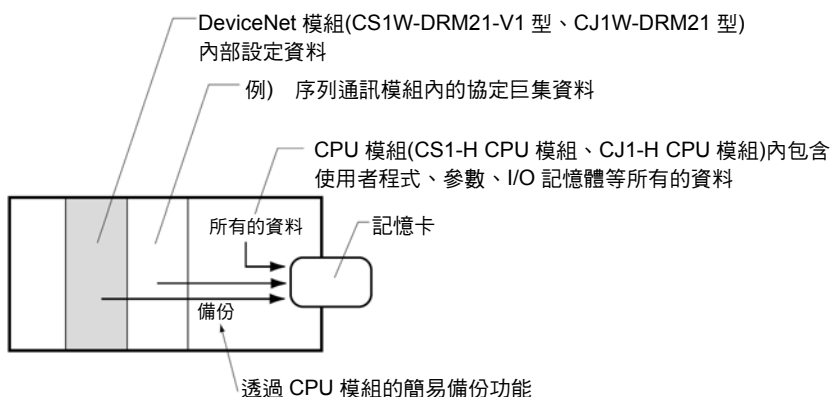 DeviceNet 模組(CS1W-DRM21-V1 型、CJ1W-DRM21 型)
內部設定資料
例) 序列通訊模組內的協定巨集資料
CPU 模組(CS1-H CPU 模組、CJ1-H CPU 模組)內包含
使用者程式、參數、I/O 記憶體等所有的資料
所有的資料
記憶卡
備份
透過 CPU 模組的簡易備份功能